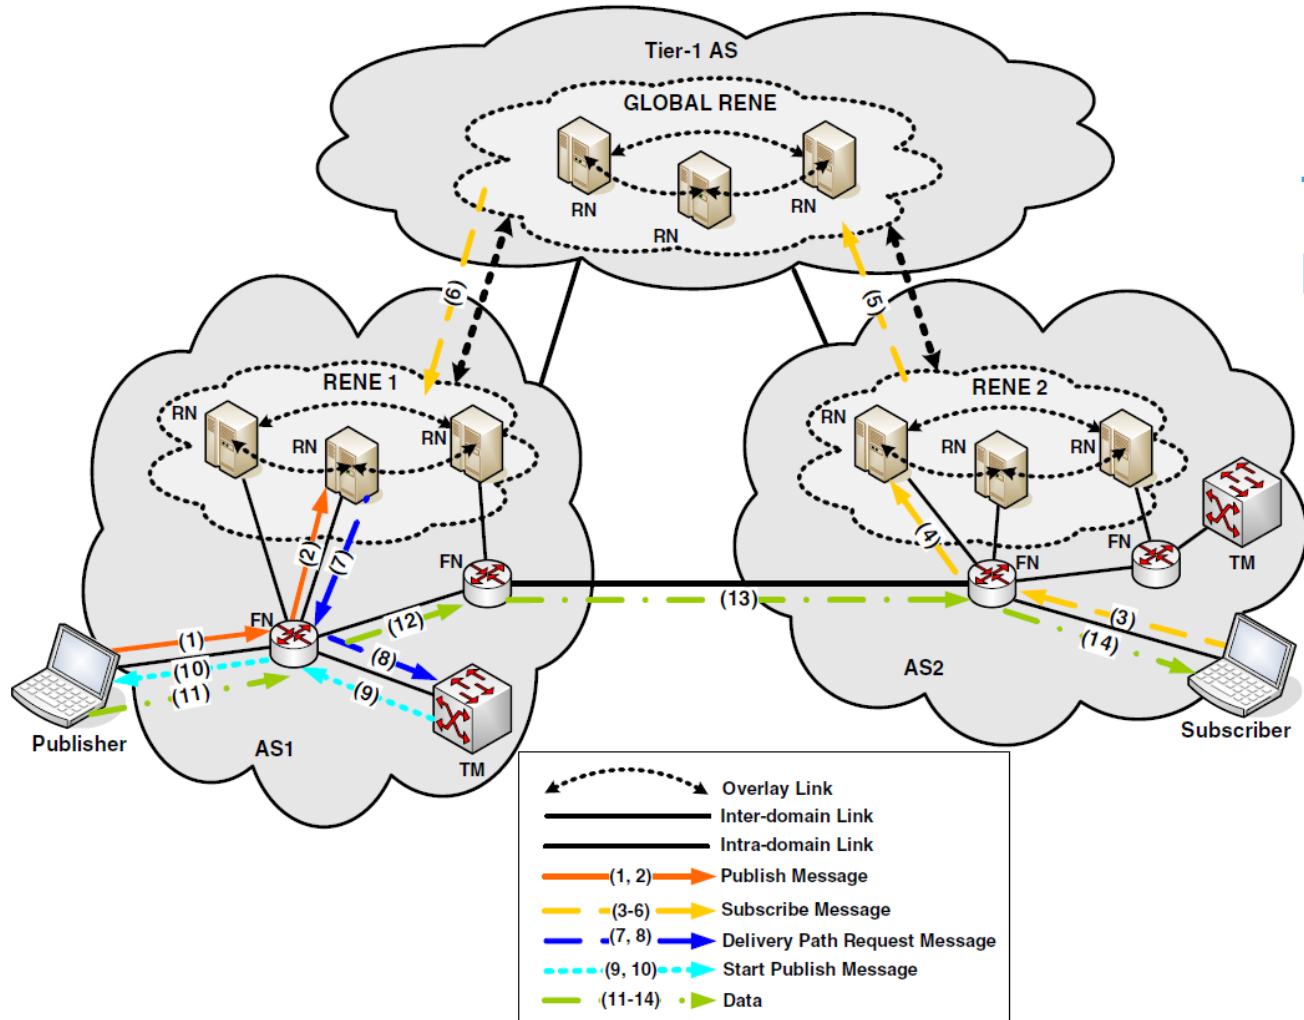 Tier-1 AS
GLOBAL RENE
RN
RN
RN
(6)
(5)
RENE 1
RN
RN
RN
RENE 2
RN
RN
RN
(2)
(7)
(4)
FN
FN
FN
FN
TM
(1)
(10)
(11)
(12)
(8)
(9)
(13)
(3)
(14)
Publisher
AS1
TM
AS2
Subscriber
Overlay Link
Inter-domain Link
Intra-domain Link
(1, 2) Publish Message
(3-6) Subscribe Message
(7, 8) Delivery Path Request Message
(9, 10) Start Publish Message
(11-14) Data